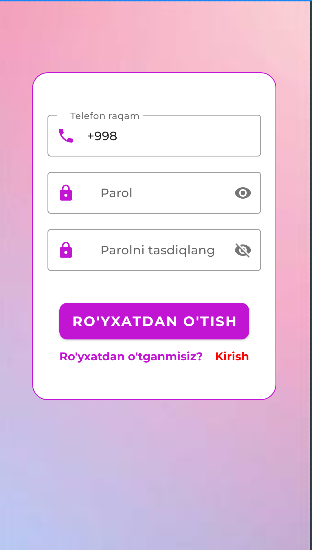 Telefon raqam
+998
Parol
Parolni tasdiqlang
RO'YXATDAN O'TISH
Ro'yxatdan o'tganmisiz? Kirish